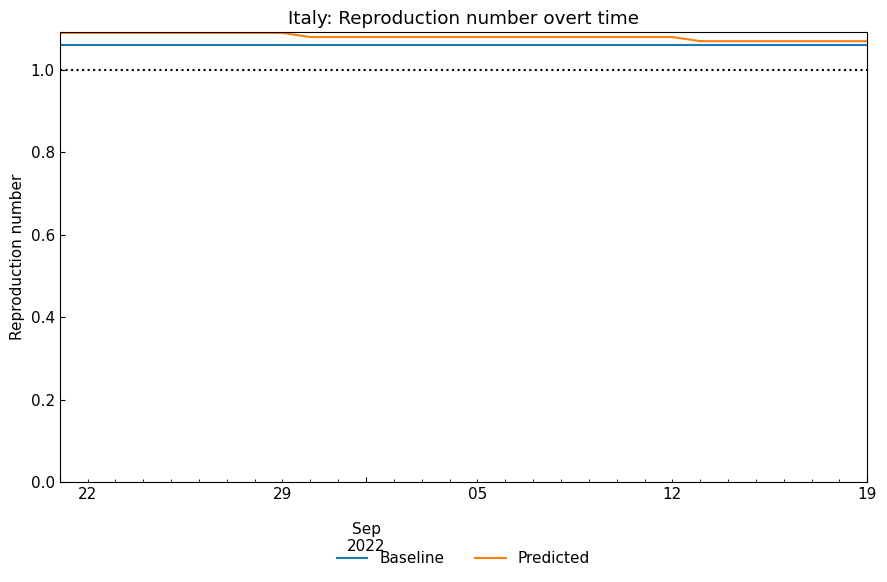 Italy: Reproduction number overt time
Reproduction number
1.0
0.8
0.6
0.4
0.2
0.0
22 29 05 12 19
Sep
2022
Baseline Predicted